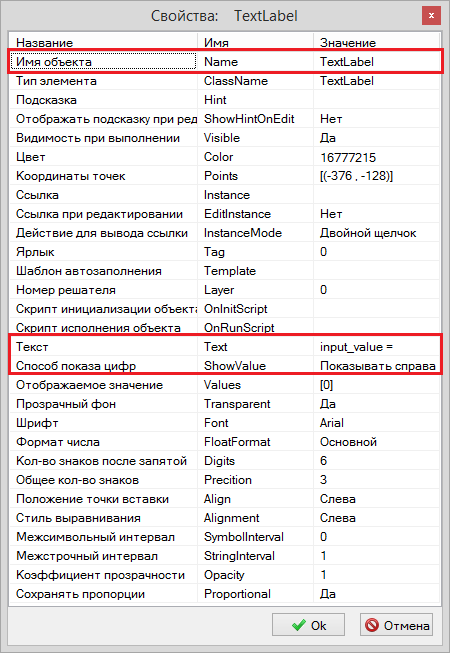 Свойства: TextLabel
x
Название Имя Значение
Имя объекта Name TextLabel
Тип элемента ClassName TextLabel
Подсказка Hint
Отображать подсказку при ред ShowHintOnEdit Нет
Видимость при выполнении Visible Да
Цвет Color 16777215
Координаты точек Points [(-376 , -128)]
Ссылка Instance
Ссылка при редактировании EditInstance Нет
Действие для вывода ссылки InstanceMode Двойной щелчок
Ярлык Tag 0
Шаблон автозаполнения Template
Номер решателя Layer 0
Скрипт инициализации объекта OnInitScript
Скрипт исполнения объекта OnRunScript
Текст Text input_value =
Способ показа цифр ShowValue Показывать справа
Отображаемое значение Values [0]
Прозрачный фон Transparent Да
Шрифт Font Arial
Формат числа FloatFormat Основной
Кол-во знаков после запятой Digits 6
Общее кол-во знаков Precition 3
Положение точки вставки Align Слева
Стиль выравнивания Alignment Слева
Межсимвольный интервал SymbolInterval 0
Межстрочный интервал StringInterval 1
Коэффициент прозрачности Opacity 1
Сохранять пропорции Proportional Да
Ok Отмена